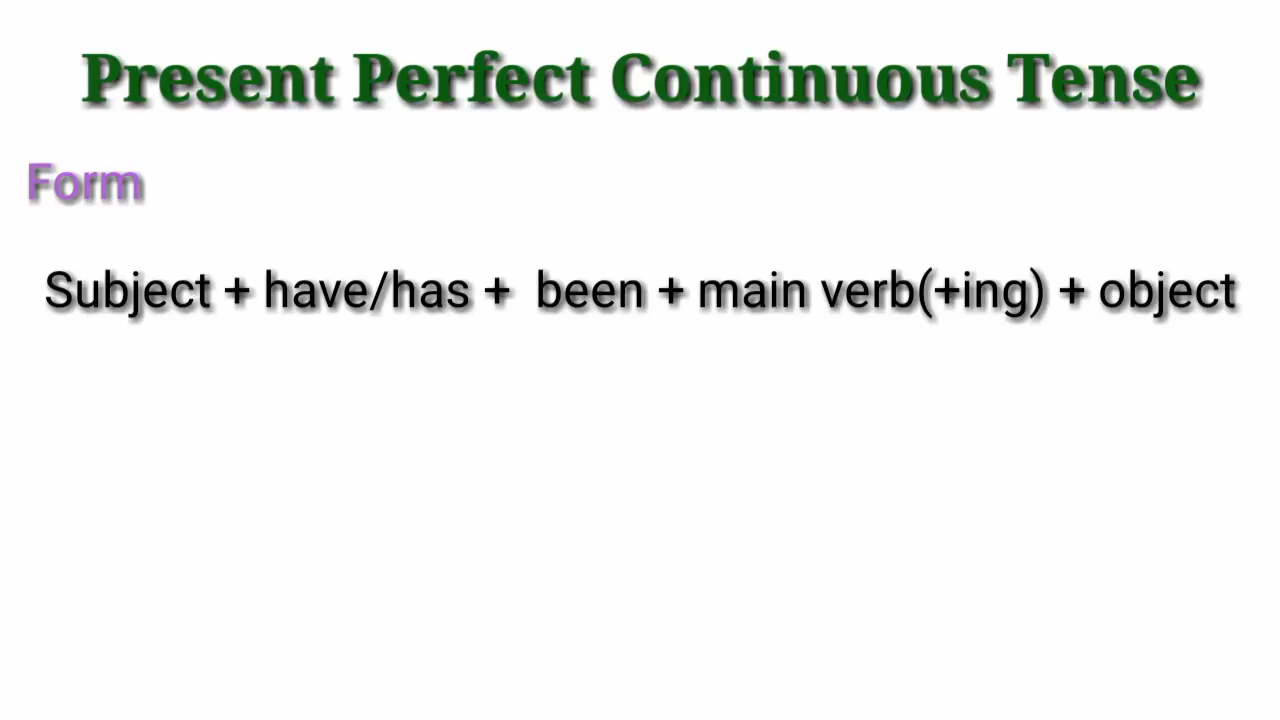 Present Perfect Continuous Tense
Form
Subject + have/has + been + main verb(+ing) + object